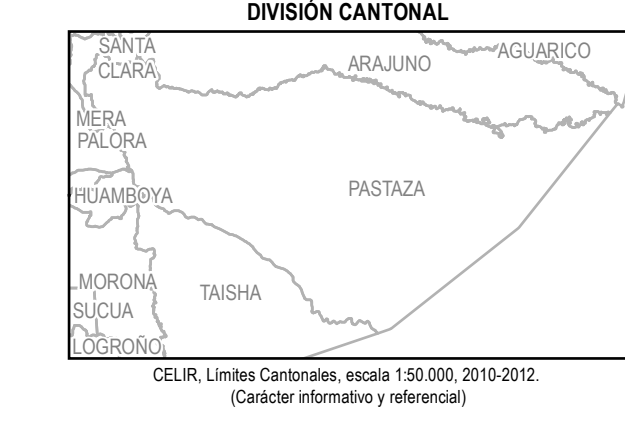 DIVISIÓN CANTONAL
SANTA
CLARA
ARAJUNO
AGUARICO
MERA
PALORA
HUAMBOYA
PASTAZA
MORONA
TAISHA
SUCUA
LOGROÑO
CELIR, Límites Cantonales, escala 1:50.000, 2010-2012.
(Carácter informativo y referencial)